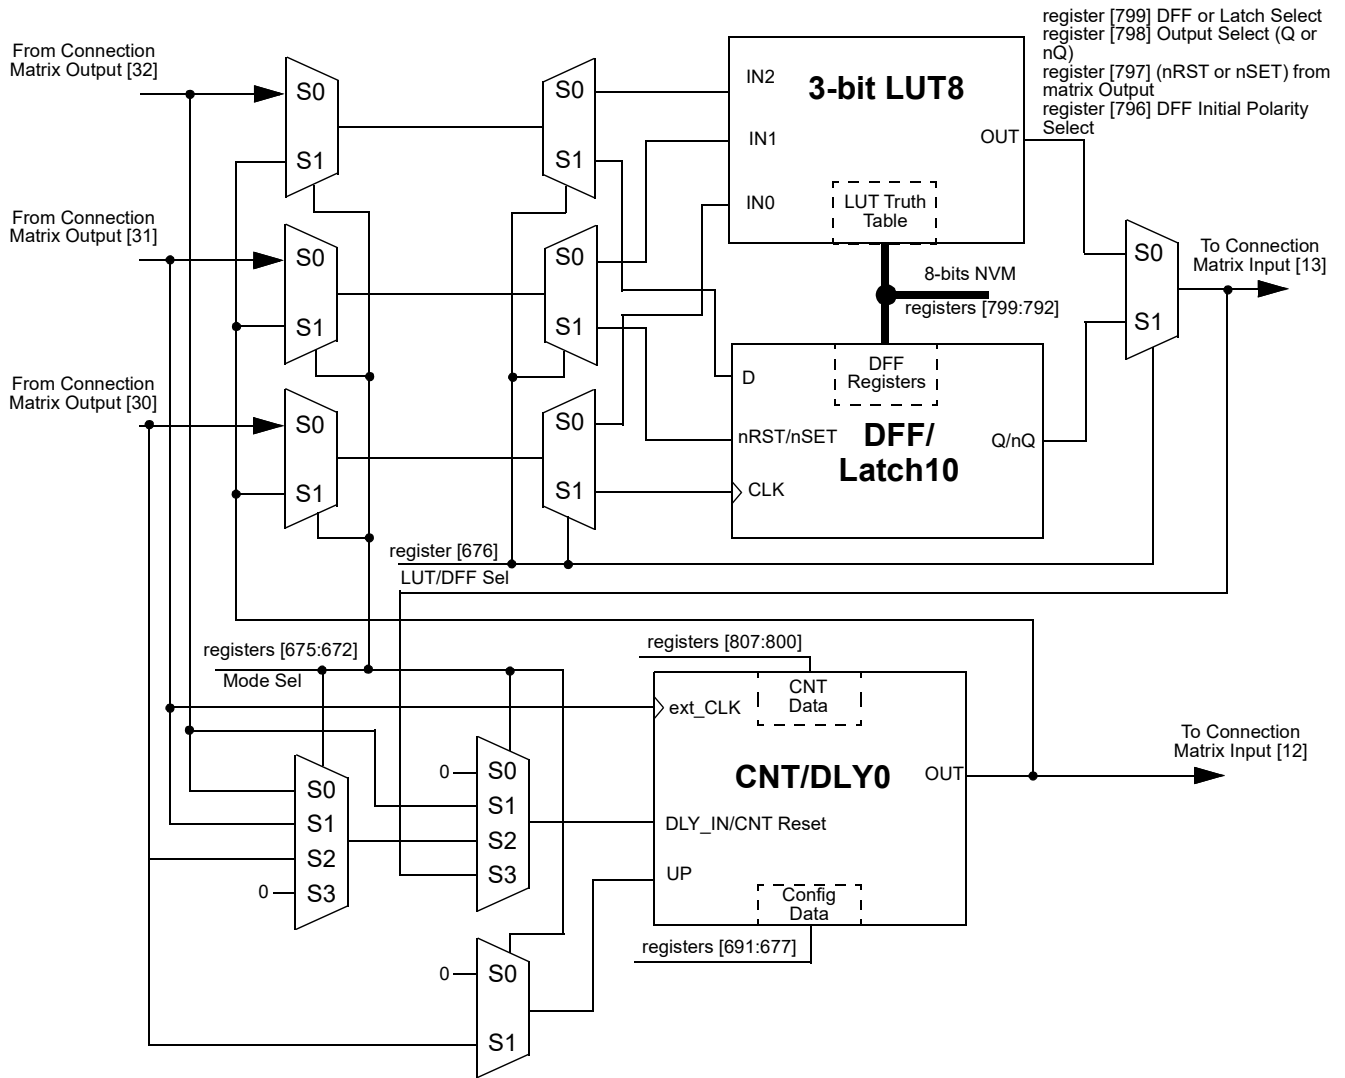 register [799] DFF or Latch Select
register [798] Output Select (Q or
nQ)
register [797] (nRST or nSET) from
matrix Output
register [796] DFF Initial Polarity
Select
From Connection
Matrix Output [32]
S0
S1
S0
S1
IN2
IN1
IN0
3-bit LUT8
OUT
LUT Truth
Table
From Connection
Matrix Output [31]
S0
S1
S0
S1
8-bits NVM
registers [799:792]
S0
S1
To Connection
Matrix Input [13]
From Connection
Matrix Output [30]
S0
S1
S0
S1
D
nRST/nSET
CLK
DFF
Registers
DFF/
Latch10
Q/nQ
register [676]
LUT/DFF Sel
registers [675:672]
Mode Sel
registers [807:800]
CNT
Data
ext_CLK
CNT/DLY0
OUT
To Connection
Matrix Input [12]
DLY_IN/CNT Reset
UP
Config
Data
registers [691:677]
S0
S1
S2
0
S3
0
S0
S1
S2
S3
0
S0
S1